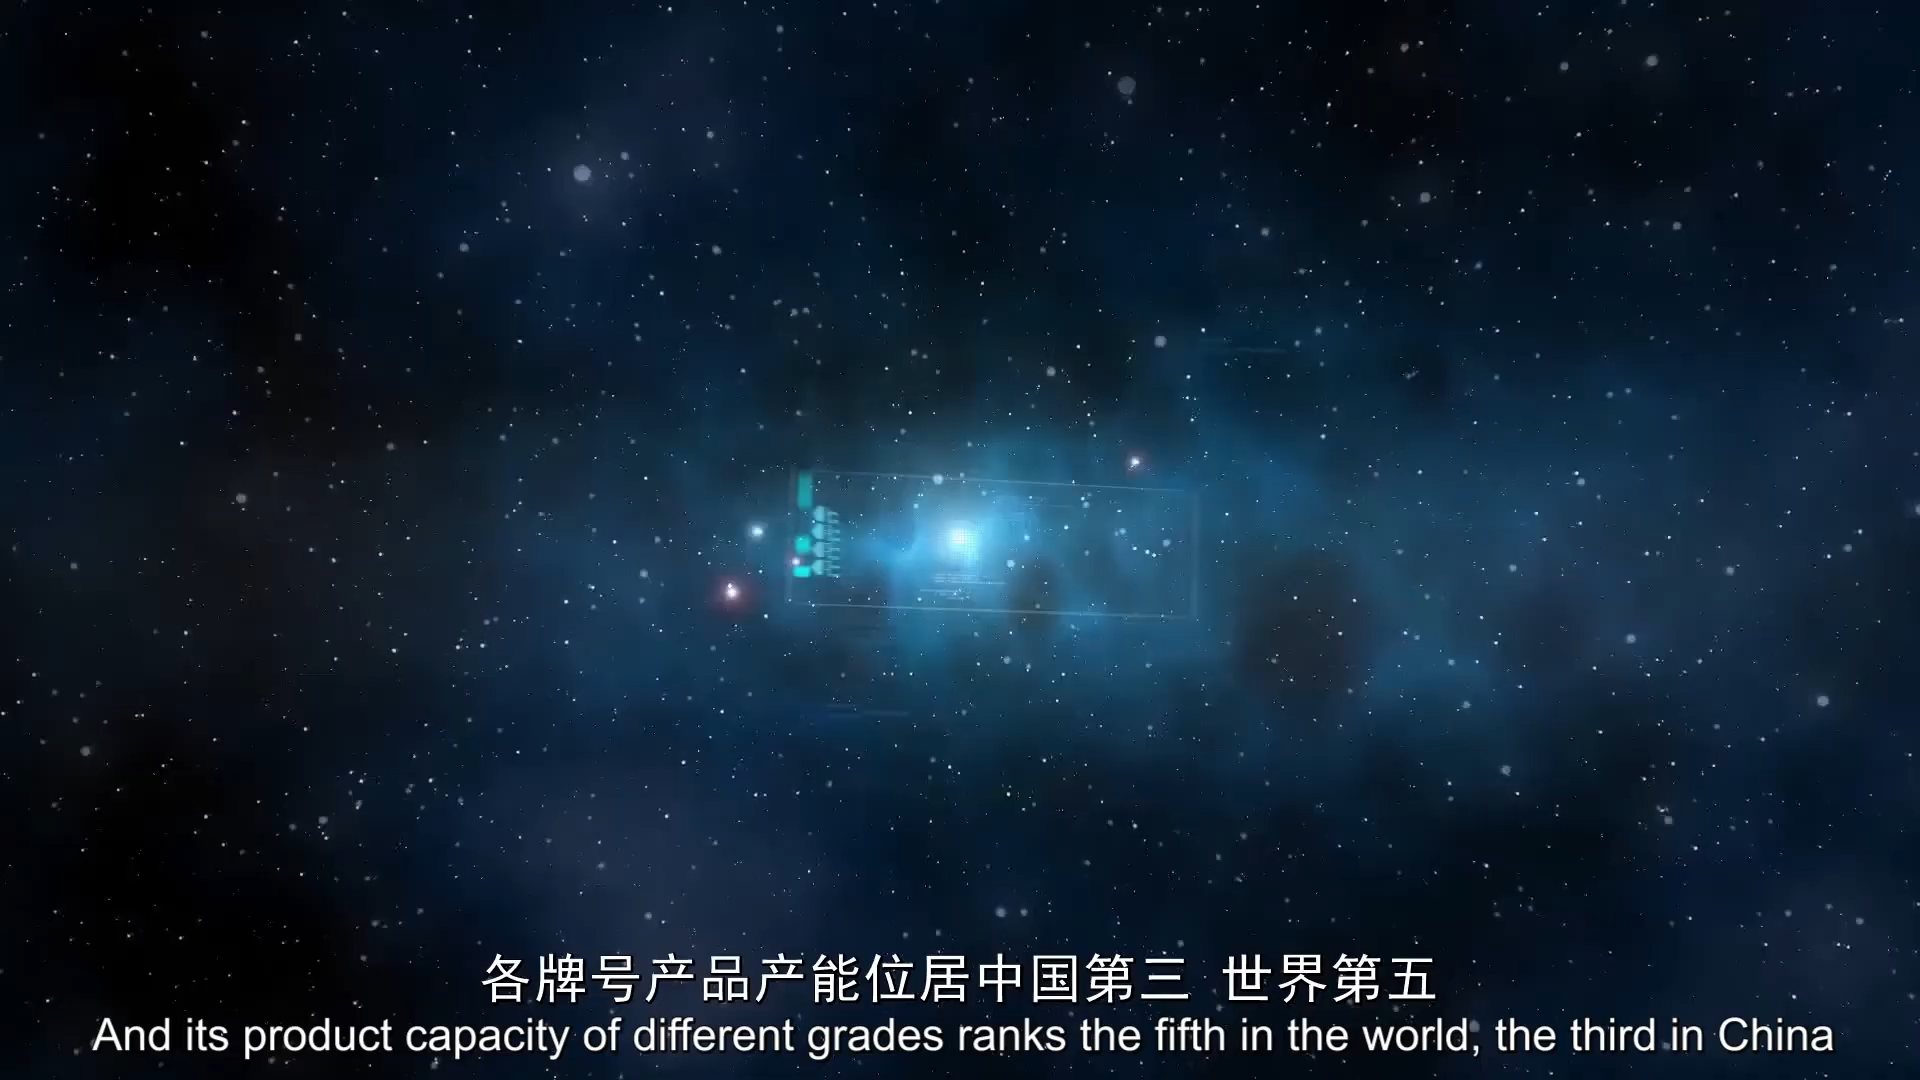 各牌号产品产能位居中国第三 世界第五
And its product capacity of different grades ranks the fifth in the world, the third in China